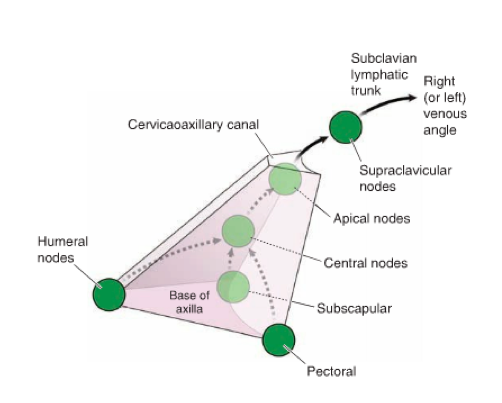 Subclavian
lymphatic
trunk
Right
(or left)
venous
angle
Cervicaoaxillary canal
Supraclavicular
nodes
Apical nodes
Humeral
nodes
Central nodes
Base of
axilla
Subscapular
Pectoral